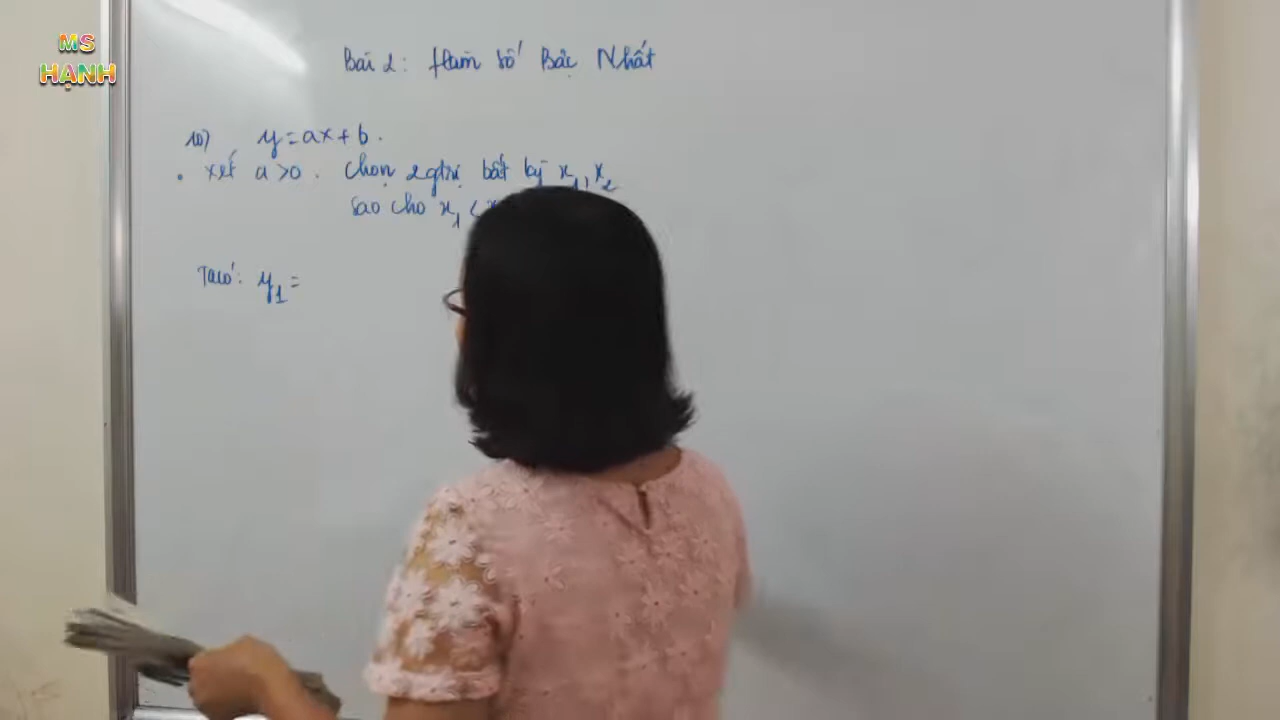 MS
HẠNH
Bài 2: Hàm số Bậc Nhất
10) y = ax + b.
. xét a > 0. Chọn 2 gtrị bất kỳ x₁, x₂
sao cho x₁ <
Ta có: y₁ =